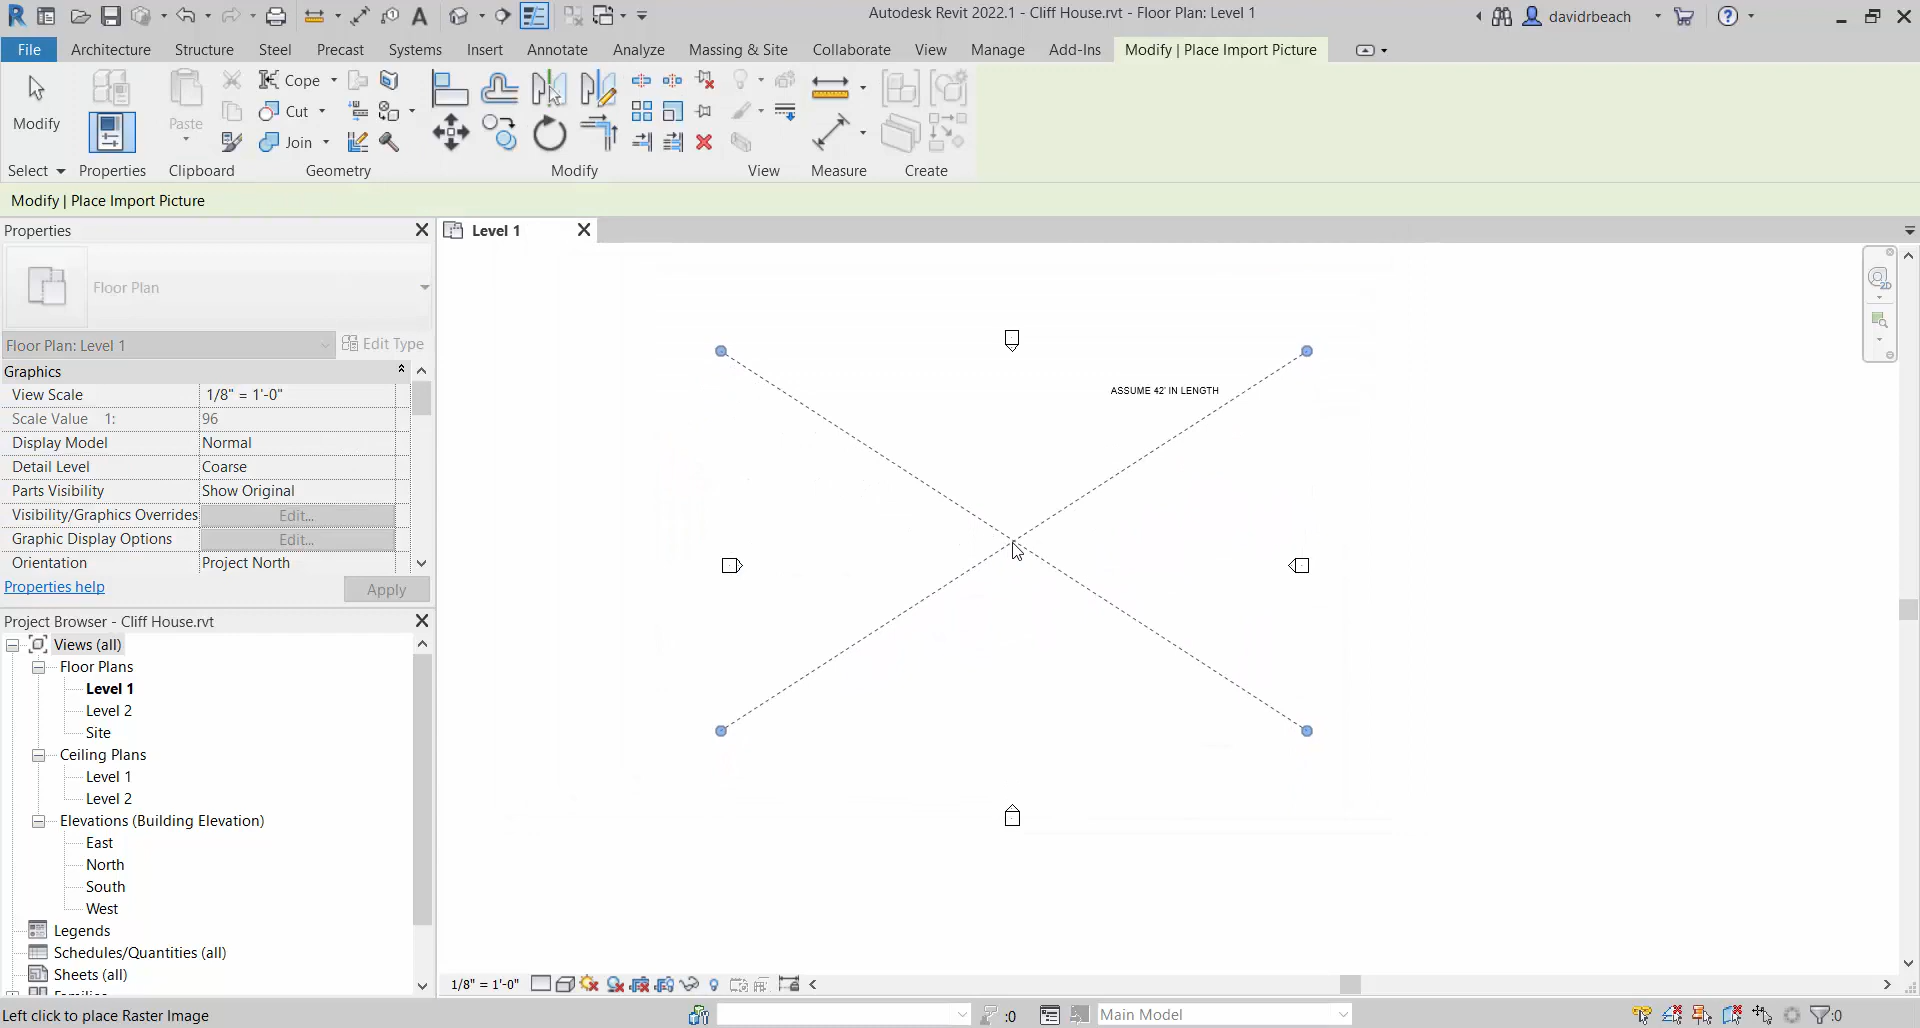 Autodesk Revit 2022.1 - Cliff House.rvt - Floor Plan: Level 1
davidrbeach
File
Architecture
Structure
Steel
Precast
Systems
Insert
Annotate
Analyze
Massing & Site
Collaborate
View
Manage
Add-Ins
Modify | Place Import Picture
Modify
Paste
Cope
Cut
Join
Select
Properties
Clipboard
Geometry
Modify
View
Measure
Create
Modify | Place Import Picture
Properties
Level 1
Floor Plan
Floor Plan: Level 1
Edit Type
Graphics
View Scale 1/8" = 1'-0"
Scale Value 1: 96
Display Model Normal
Detail Level Coarse
Parts Visibility Show Original
Visibility/Graphics Overrides Edit...
Graphic Display Options Edit...
Orientation Project North
Properties help
Apply
Project Browser - Cliff House.rvt
Views (all)
Floor Plans
Level 1
Level 2
Site
Ceiling Plans
Level 1
Level 2
Elevations (Building Elevation)
East
North
South
West
Legends
Schedules/Quantities (all)
Sheets (all)
ASSUME 42' IN LENGTH
2D
1/8" = 1'-0"
Left click to place Raster Image
:0
Main Model
:0